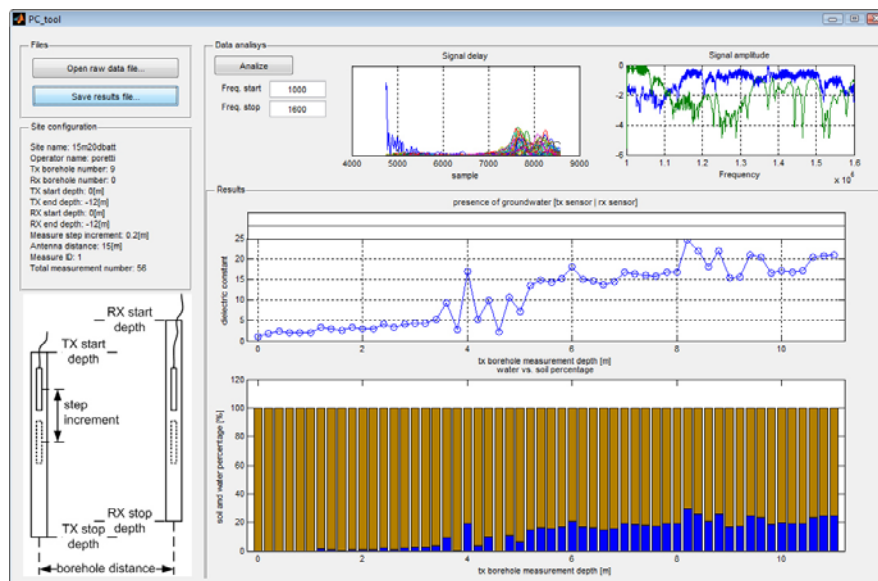 PC_tool
Files
Open raw data file...
Save results file...
Site configuration
Site name: 15m20dbatt
Operator name: poretti
Tx borehole number: 9
Rx borehole number: 0
TX start depth: 0[m]
TX end depth: -12[m]
RX start depth: 0[m]
RX end depth: -12[m]
Measure step increment: 0.2[m]
Antenna distance: 15[m]
Measure ID: 1
Total measurement number: 56
RX start
depth
TX start
depth
step
increment
RX stop
depth
TX stop
depth
borehole distance
Data analisys
Analize
Freq. start 1000
Freq. stop 1600
Signal delay
4000 5000 6000 7000 8000 9000
sample
Signal amplitude
0
-2
-4
-6
1 1.1 1.2 1.3 1.4 1.5 1.6
Frequency
x 10^6
Results
presence of groundwater [tx sensor | rx sensor]
25
20
15
10
5
0
dielectric constant
0 2 4 6 8 10
tx borehole measurement depth [m]
water vs. soil percentage
120
100
80
60
40
20
0
soil and water percentage [%]
0 2 4 6 8 10
tx borehole measurement depth [m]